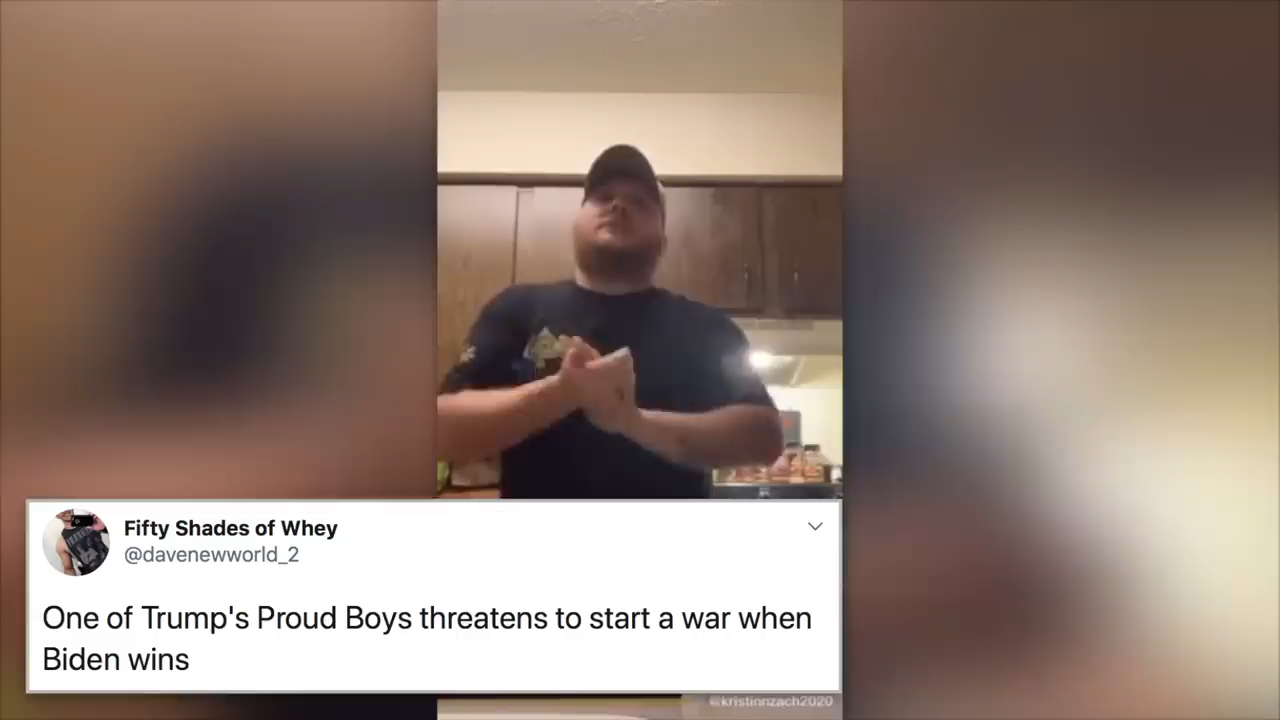 Fifty Shades of Whey
@davenewworld_2
One of Trump's Proud Boys threatens to start a war when
Biden wins
@kristinnzach2020